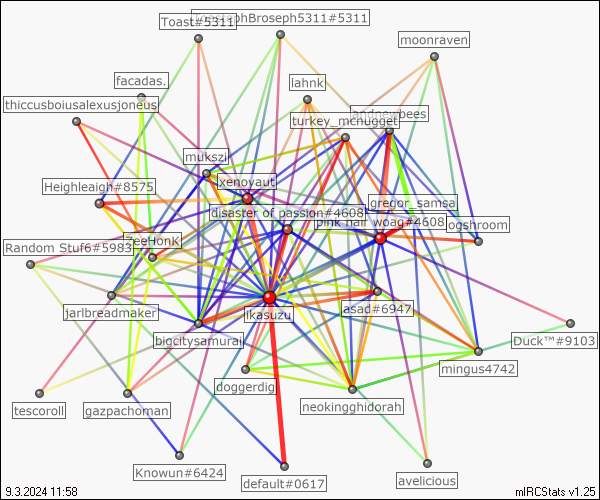 Toast#5311
JosephBroseph5311#5311
moonraven
facadas.
lahnk
thiccusboiusalexusjoneus
andneybees
turkey_mcnugget
mukszi
xenoyaut
Heighleaigh#8575
gregor_samsa
disaster of passion#4608
pink hair woag#4608
ogshroom
ZeeHonk
Random Stuf6#5983
jarlbreadmaker
ikasuzu
asad#6947
bigcitysamurai
Duck™#9103
mingus4742
doggerdig
tescoroll
gazpachoman
neokingghidorah
Knowun#6424
default#0617
avelicious
9.3.2024 11:58
mIRCStats v1.25